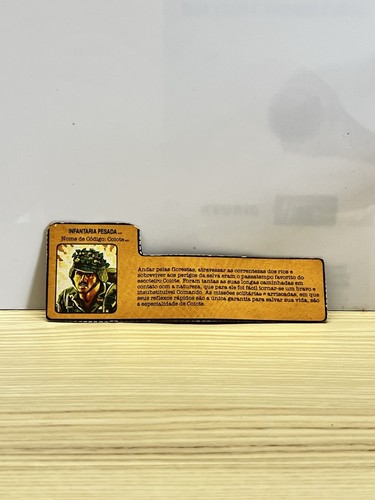 INFANTARIA PESADA
Nome de Código: Coiote
Andar pelas florestas, atravessar as correntezas dos rios e
sobreviver aos perigos da selva eram o passatempo favorito do
escoteiro Coiote. Foram tantas as suas longas caminhadas em
contato com a natureza, que para ele foi fácil tornar-se um bravo e
insubstituível Comando. As missões solitárias e arriscadas, em que
seus reflexos rápidos são a única garantia para salvar sua vida, são
a especialidade de Coiote.